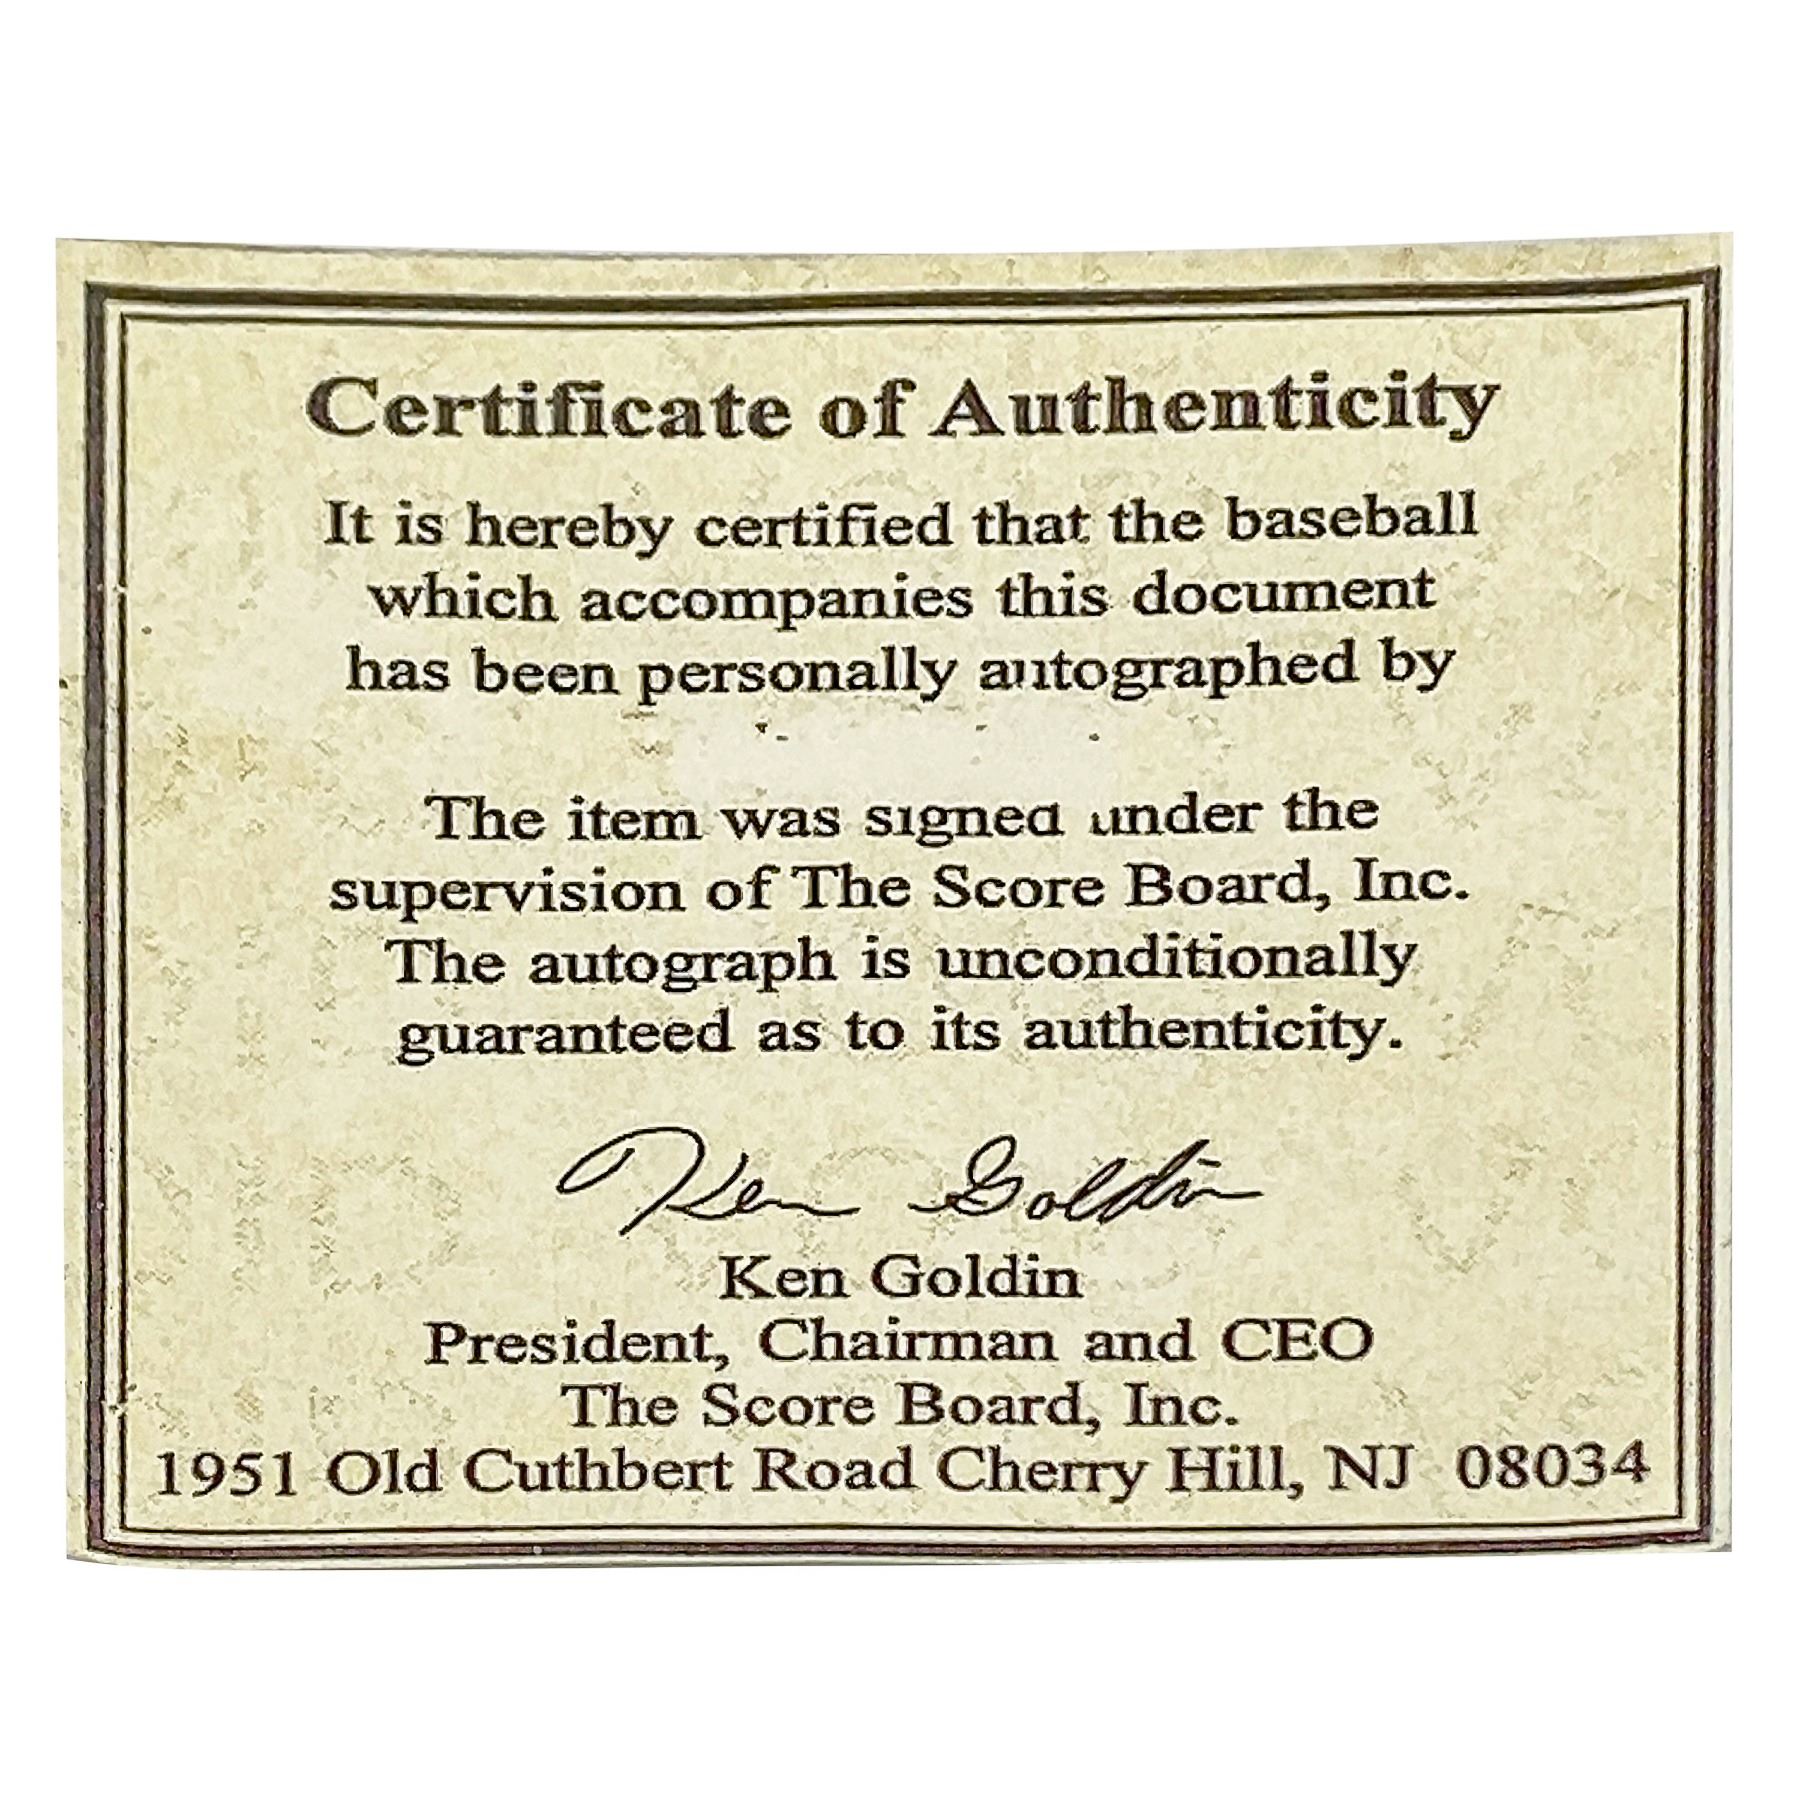 Certificate of Authenticity
It is hereby certified that the baseball
which accompanies this document
has been personally autographed by
The item was signed under the
supervision of The Score Board, Inc.
The autograph is unconditionally
guaranteed as to its authenticity.
Ken Goldin
Ken Goldin
President, Chairman and CEO
The Score Board, Inc.
1951 Old Cuthbert Road Cherry Hill, NJ 08034